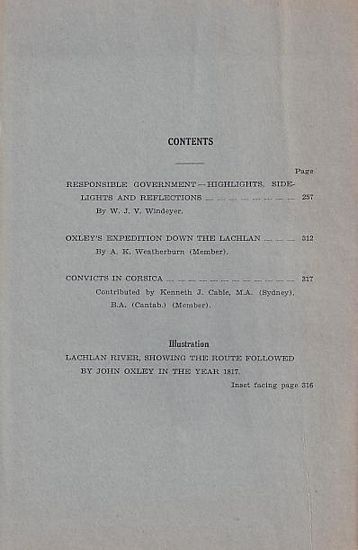 CONTENTS
Page
RESPONSIBLE GOVERNMENT—HIGHLIGHTS, SIDE-
LIGHTS AND REFLECTIONS ... ... ... ... ... ... 257
By W. J. V. Windeyer.
OXLEY'S EXPEDITION DOWN THE LACHLAN ... ... 312
By A. K. Weatherburn (Member).
CONVICTS IN CORSICA ... ... ... ... ... ... ... ... 317
Contributed by Kenneth J. Cable, M.A. (Sydney),
B.A. (Cantab.) (Member).
Illustration
LACHLAN RIVER, SHOWING THE ROUTE FOLLOWED
BY JOHN OXLEY IN THE YEAR 1817.
Inset facing page 316